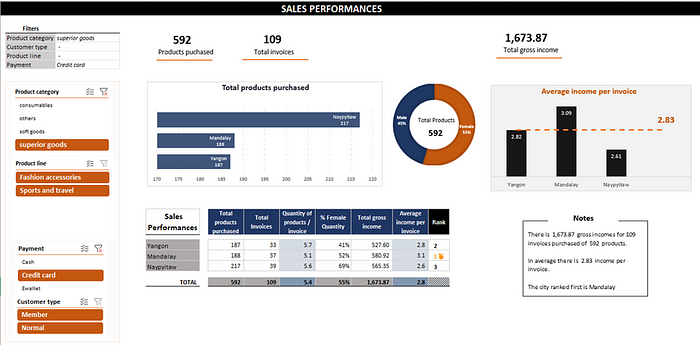 SALES PERFORMANCES
Filters
Product category superior goods
Customer type -
Product line -
Payment Credit card
592
Products puchased
109
Total invoices
1,673.87
Total gross income
Product category
consumables
others
soft goods
superior goods
Product line
Fashion accessories
Sports and travel
Payment
Cash
Credit card
Ewallet
Customer type
Member
Normal
Total products purchased
Naypyitaw
217
Mandalay
188
Yangon
187
170 175 180 185 190 195 200 205 210 215 220
Male
45%
Total Products
592
Female
55%
Average income per invoice
2.82
3.09
2.61
2.83
Yangon Mandalay Naypyitaw
Sales Performances Total products purchased Total Invoices Quantity of products / invoice % Female Quantity Total gross income Average income per invoice Rank
Yangon 187 33 5.7 41% 527.60 2.8 2
Mandalay 188 37 5.1 52% 580.92 3.1 1
Naypyitaw 217 39 5.6 69% 565.35 2.6 3
TOTAL 592 109 5.4 55% 1,673.87 2.8
Notes
There is 1,673.87 gross incomes for 109
invoices purchased of 592 products.
In average there is 2.83 income per
invoice.
The city ranked first is Mandalay